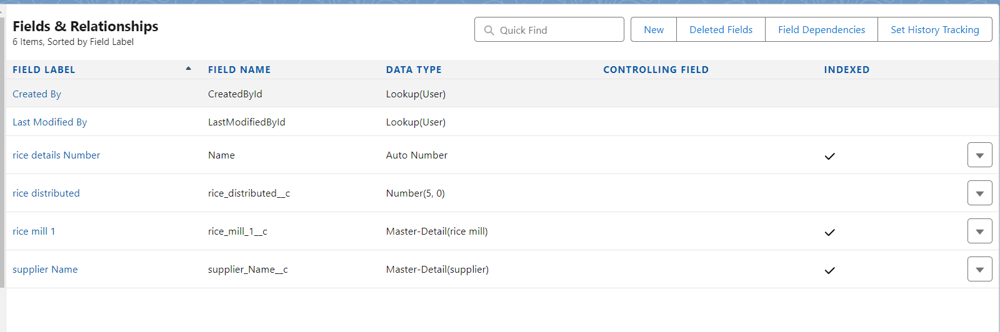 Fields & Relationships
6 Items, Sorted by Field Label
Quick Find
New Deleted Fields Field Dependencies Set History Tracking
FIELD LABEL FIELD NAME DATA TYPE CONTROLLING FIELD INDEXED
Created By CreatedById Lookup(User)
Last Modified By LastModifiedById Lookup(User)
rice details Number Name Auto Number
rice distributed rice_distributed__c Number(5, 0)
rice mill 1 rice_mill_1__c Master-Detail(rice mill)
supplier Name supplier_Name__c Master-Detail(supplier)